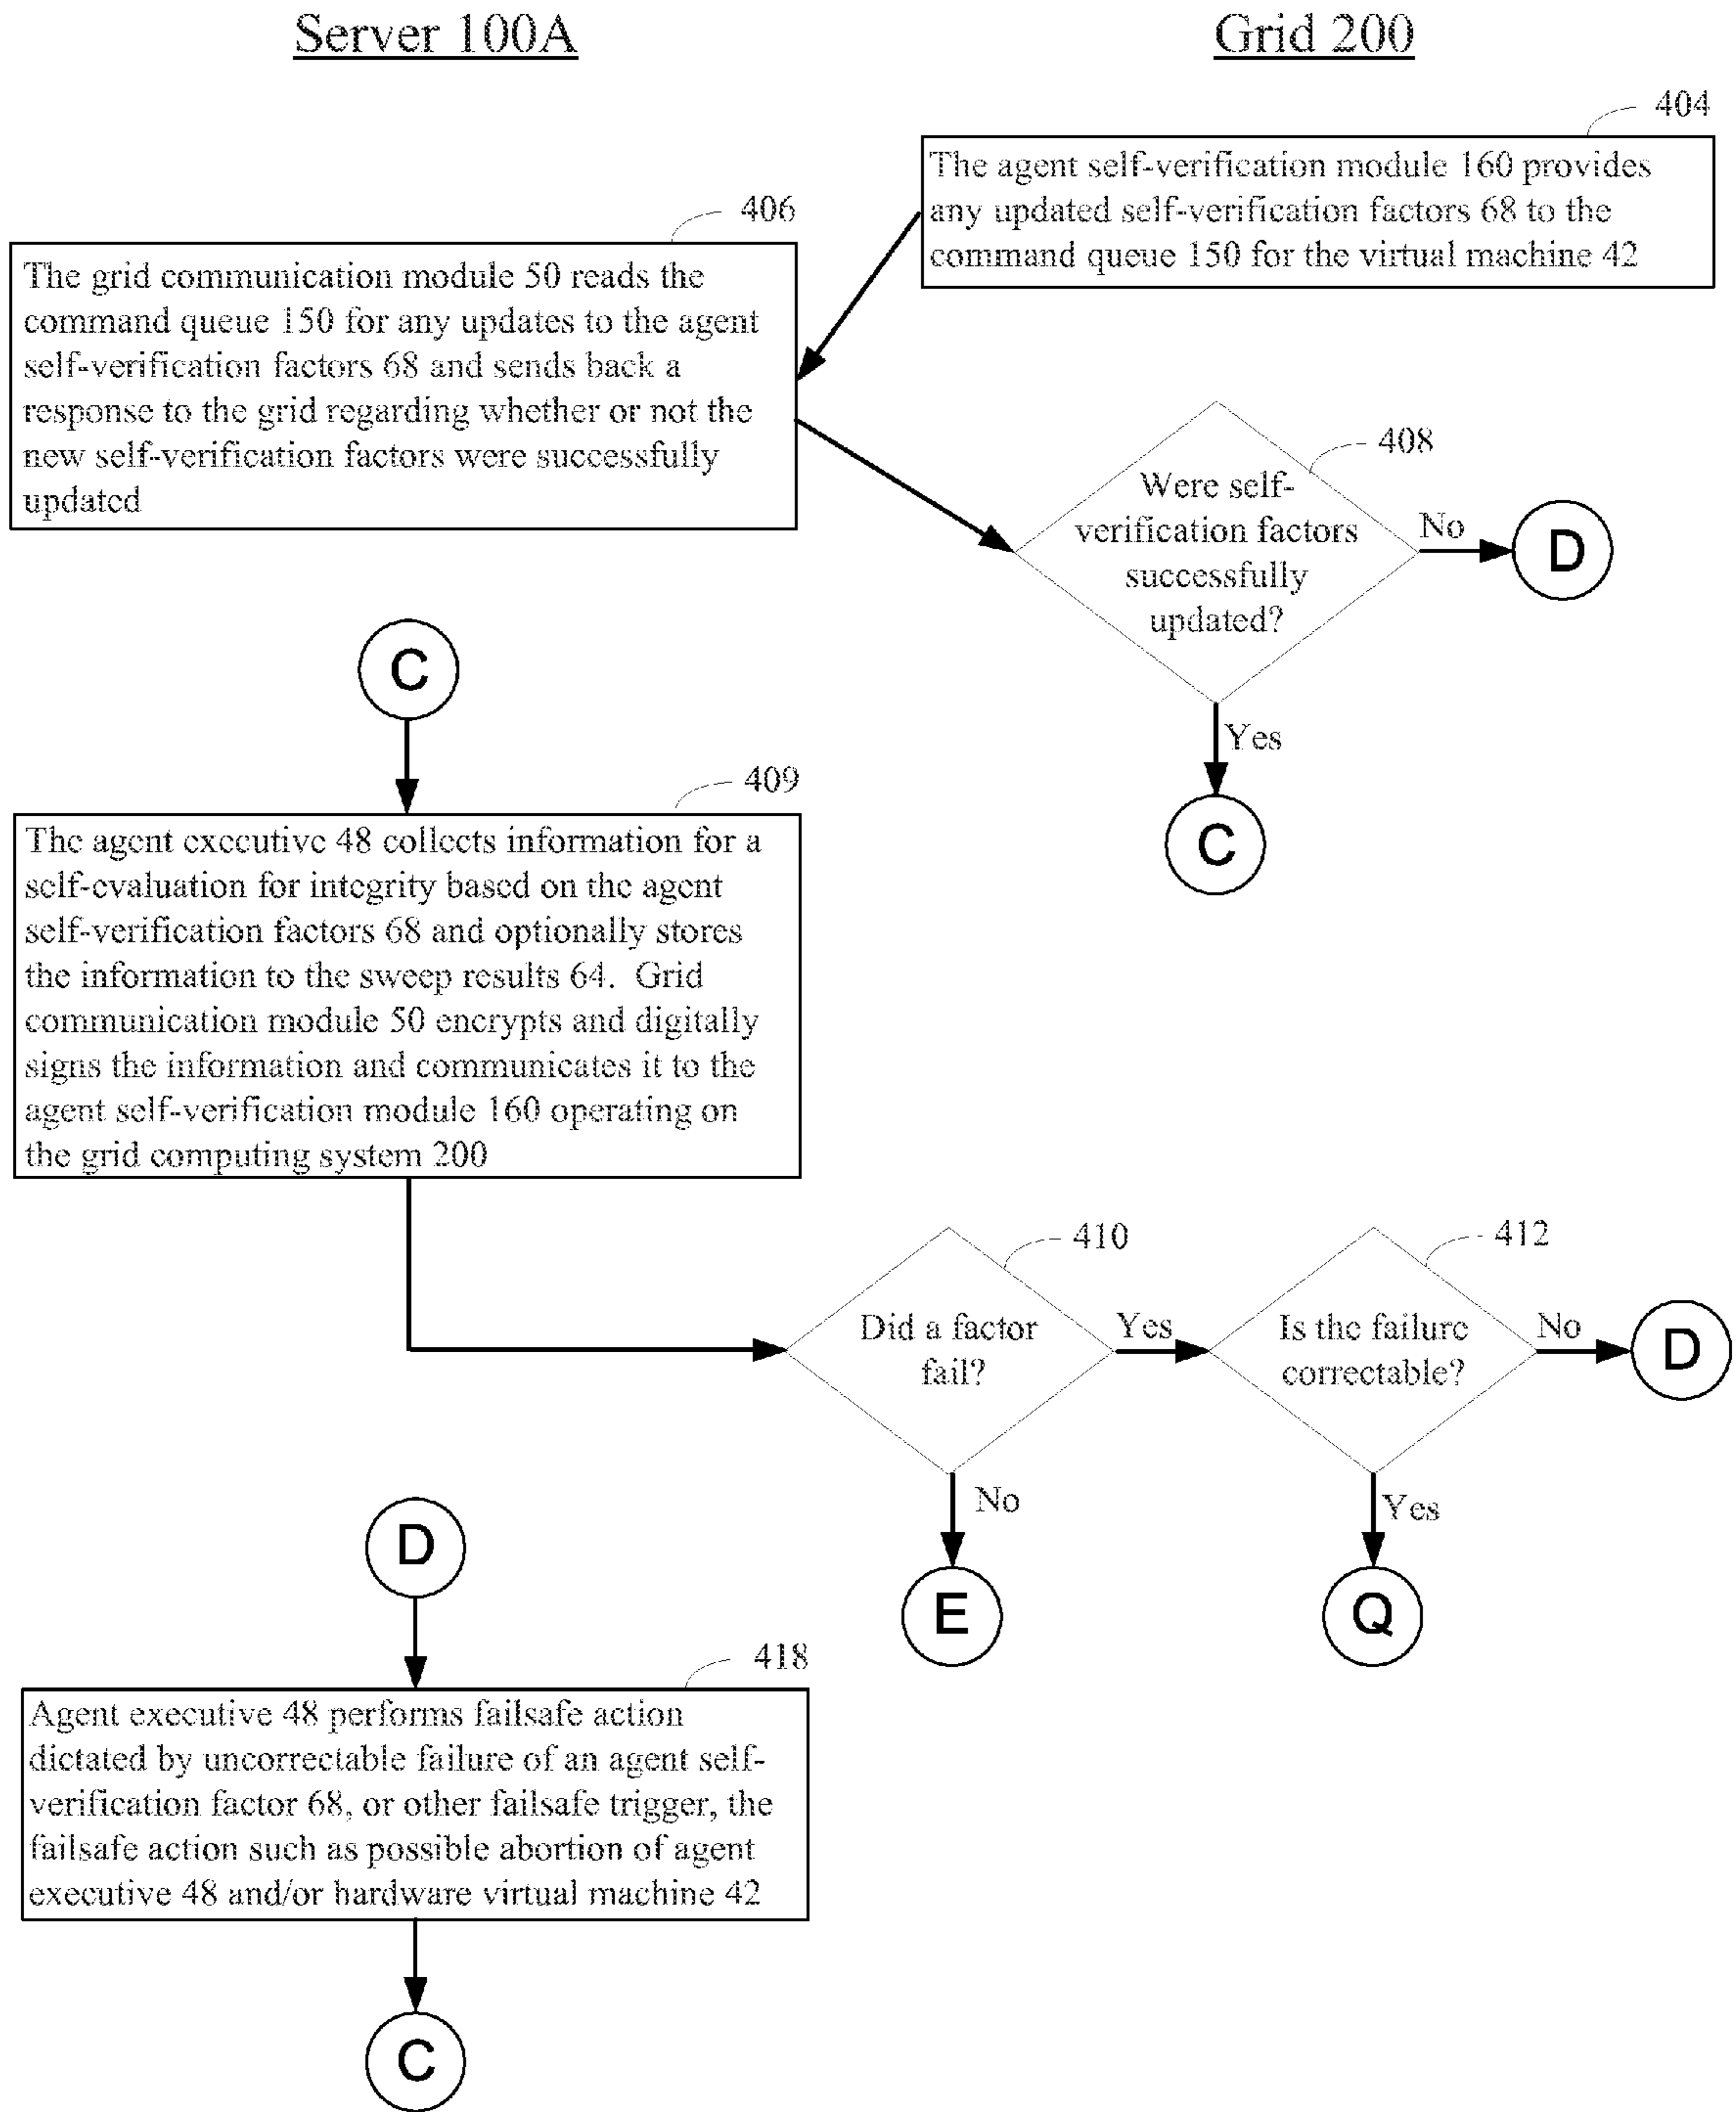 Server 100A
Grid 200
404
The agent self-verification module 160 provides
any updated self-verification factors 68 to the
command queue 150 for the virtual machine 42
406
The grid communication module 50 reads the
command queue 150 for any updates to the agent
self-verification factors 68 and sends back a
response to the grid regarding whether or not the
new self-verification factors were successfully
updated
408
Were self-
verification factors
successfully
updated?
No
D
Yes
C
C
409
The agent executive 48 collects information for a
self-evaluation for integrity based on the agent
self-verification factors 68 and optionally stores
the information to the sweep results 64.  Grid
communication module 50 encrypts and digitally
signs the information and communicates it to the
agent self-verification module 160 operating on
the grid computing system 200
410
Did a factor
fail?
Yes
No
E
412
Is the failure
correctable?
No
D
Yes
Q
D
418
Agent executive 48 performs failsafe action
dictated by uncorrectable failure of an agent self-
verification factor 68, or other failsafe trigger, the
failsafe action such as possible abortion of agent
executive 48 and/or hardware virtual machine 42
C